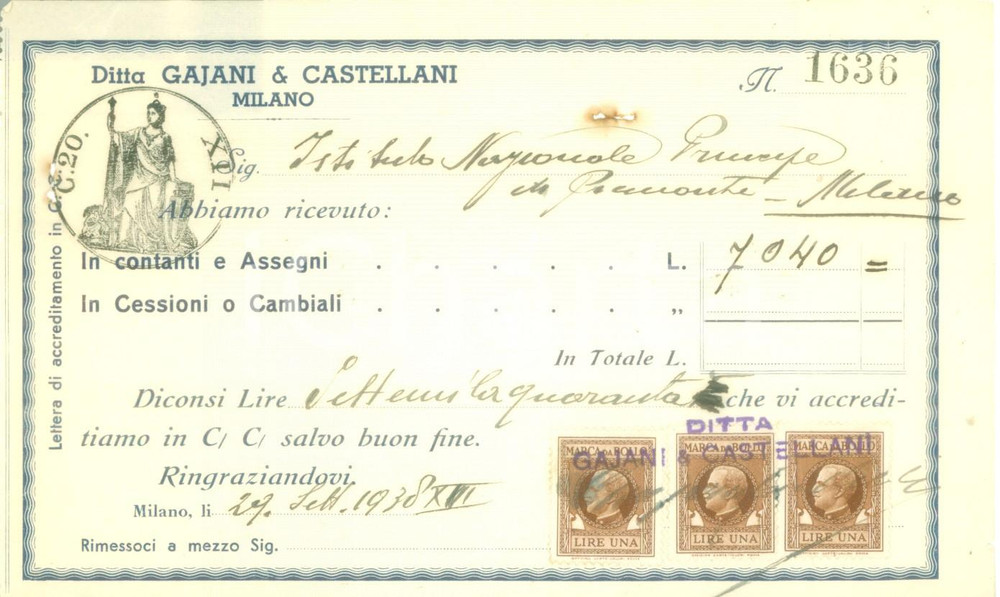 Ditta GAJANI & CASTELLANI
MILANO
N. 1636
C. 20.
XVI
Sig. Istituto Nazionale Principe
di Piemonte - Milano
Abbiamo ricevuto:
In contanti e Assegni . . . . . L. 7040 =
In Cessioni o Cambiali . . . . . „
In Totale L.
Diconsi Lire Settemilaquaranta che vi accredi-
tiamo in C/ C/ salvo buon fine.
Ringraziandovi.
Milano, li 29. Sett. 1938 XVI
Rimessoci a mezzo Sig.
Lettera di accreditamento in
DITTA
GAJANI & CASTELLANI
MARCA DA BOLLO MARCA DA BOLLO MARCA DA BOLLO
LIRE UNA LIRE UNA LIRE UNA